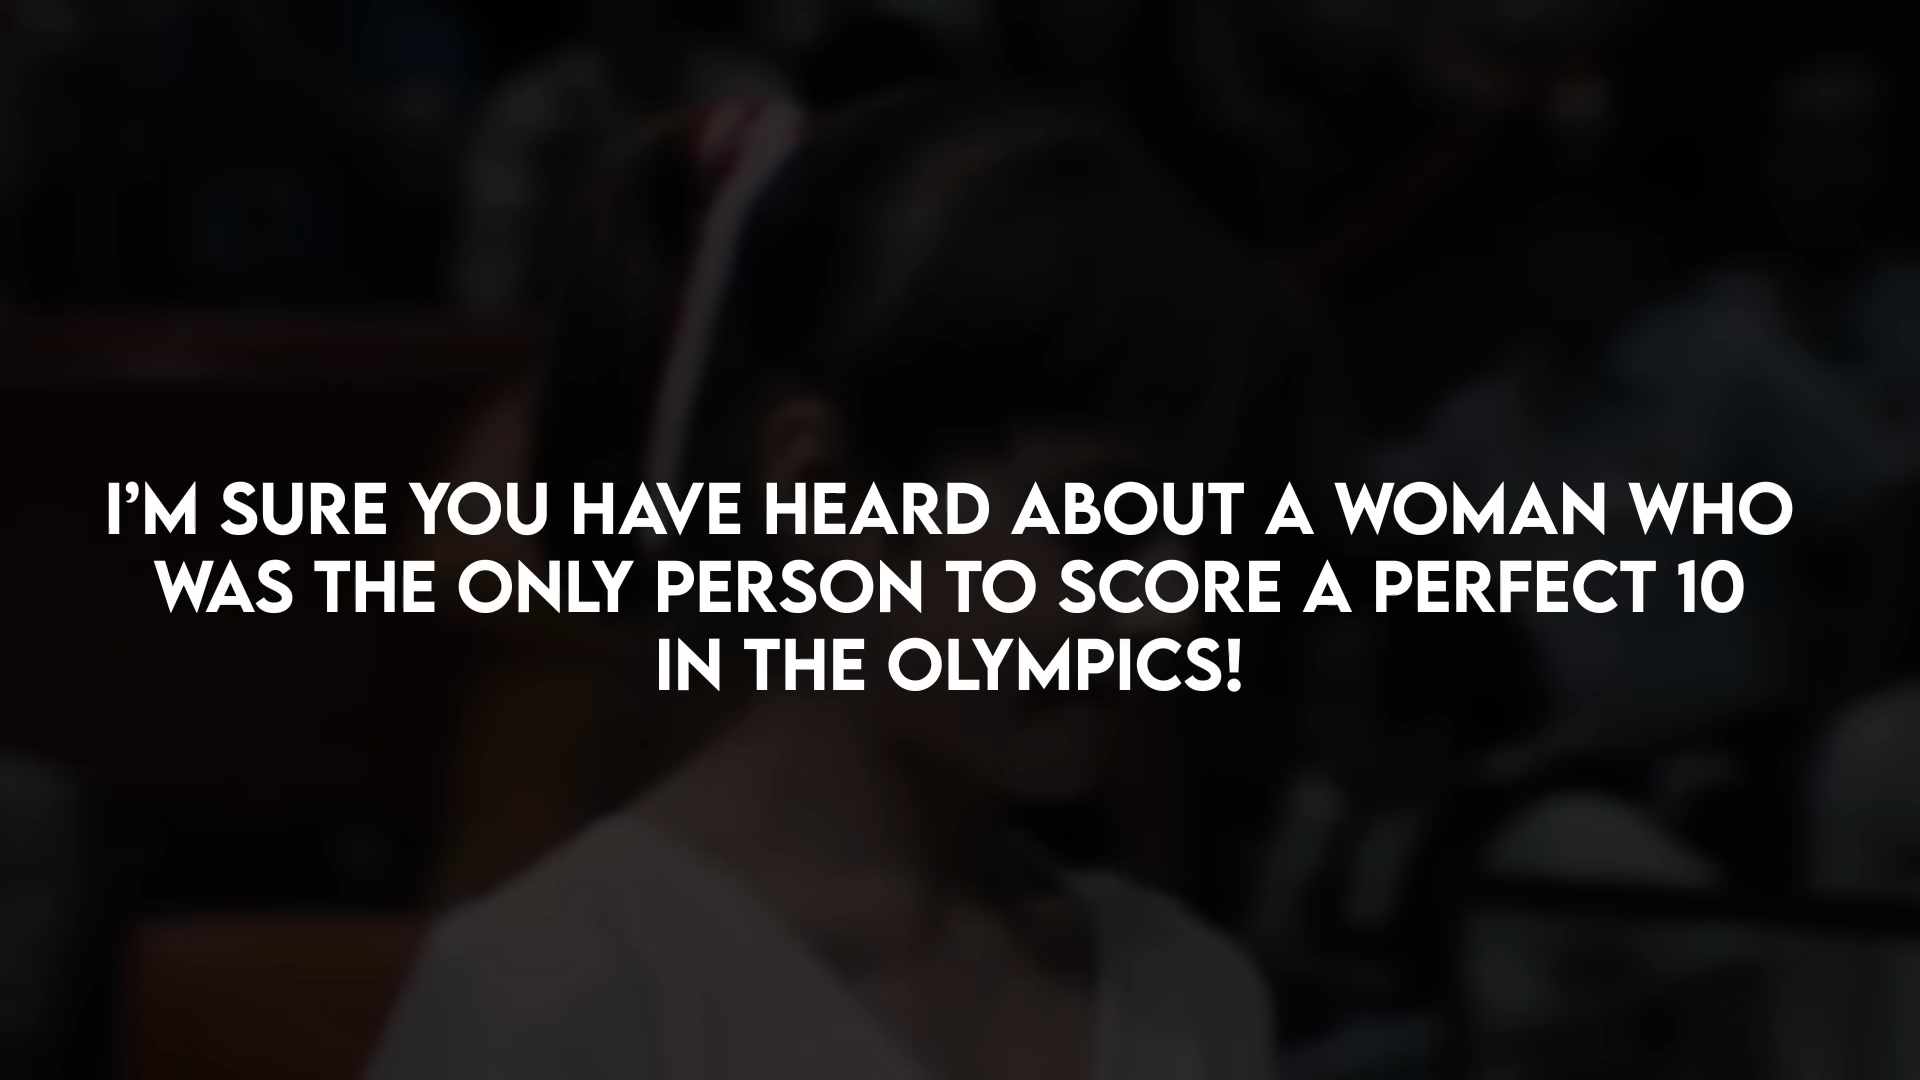 I’M SURE YOU HAVE HEARD ABOUT A WOMAN WHO
WAS THE ONLY PERSON TO SCORE A PERFECT 10
IN THE OLYMPICS!